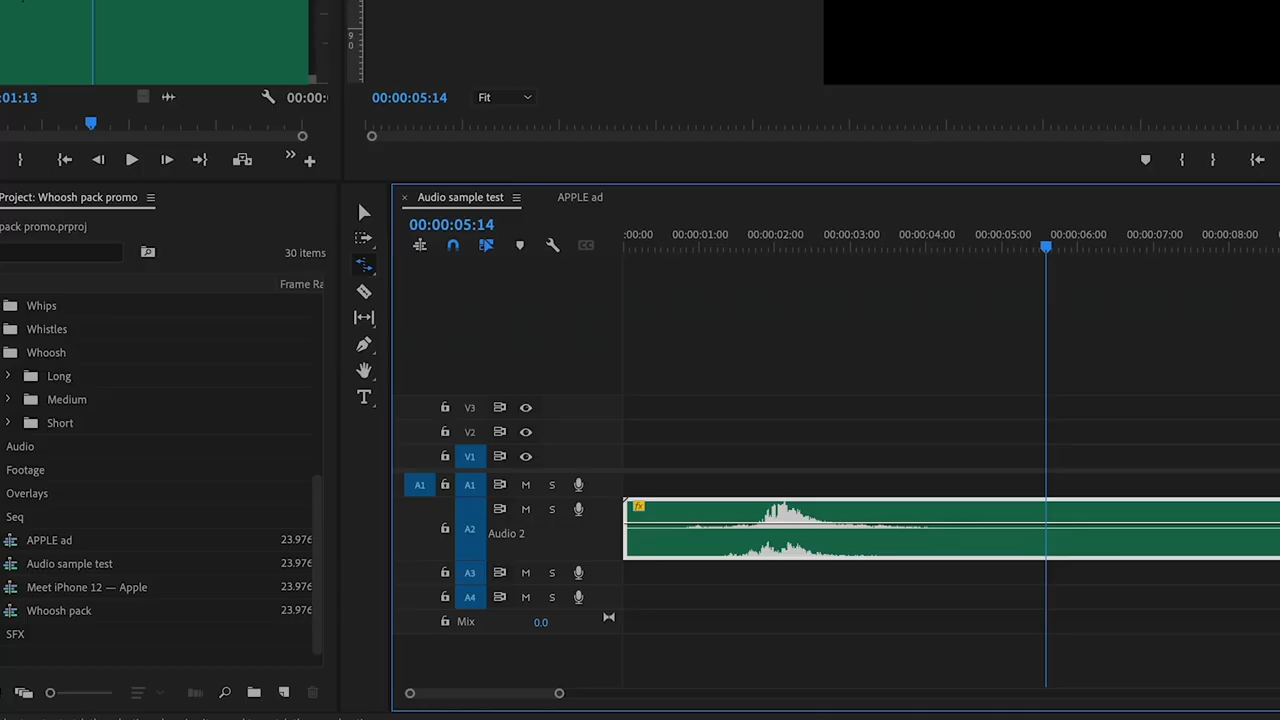 :01:13
00:00:
90
00:00:05:14
Fit
Project: Whoosh pack promo
pack promo.prproj
30 items
Frame Ra
Whips
Whistles
Whoosh
Long
Medium
Short
Audio
Footage
Overlays
Seq
APPLE ad 23.976
Audio sample test 23.976
Meet iPhone 12 — Apple 23.976
Whoosh pack 23.976
SFX
T
× Audio sample test
APPLE ad
00:00:05:14
CC
:00:00 00:00:01:00 00:00:02:00 00:00:03:00 00:00:04:00 00:00:05:00 00:00:06:00 00:00:07:00 00:00:08:00
V3
V2
V1
A1 A1 M S
fx
M S
A2 Audio 2
A3 M S
A4 M S
Mix 0.0